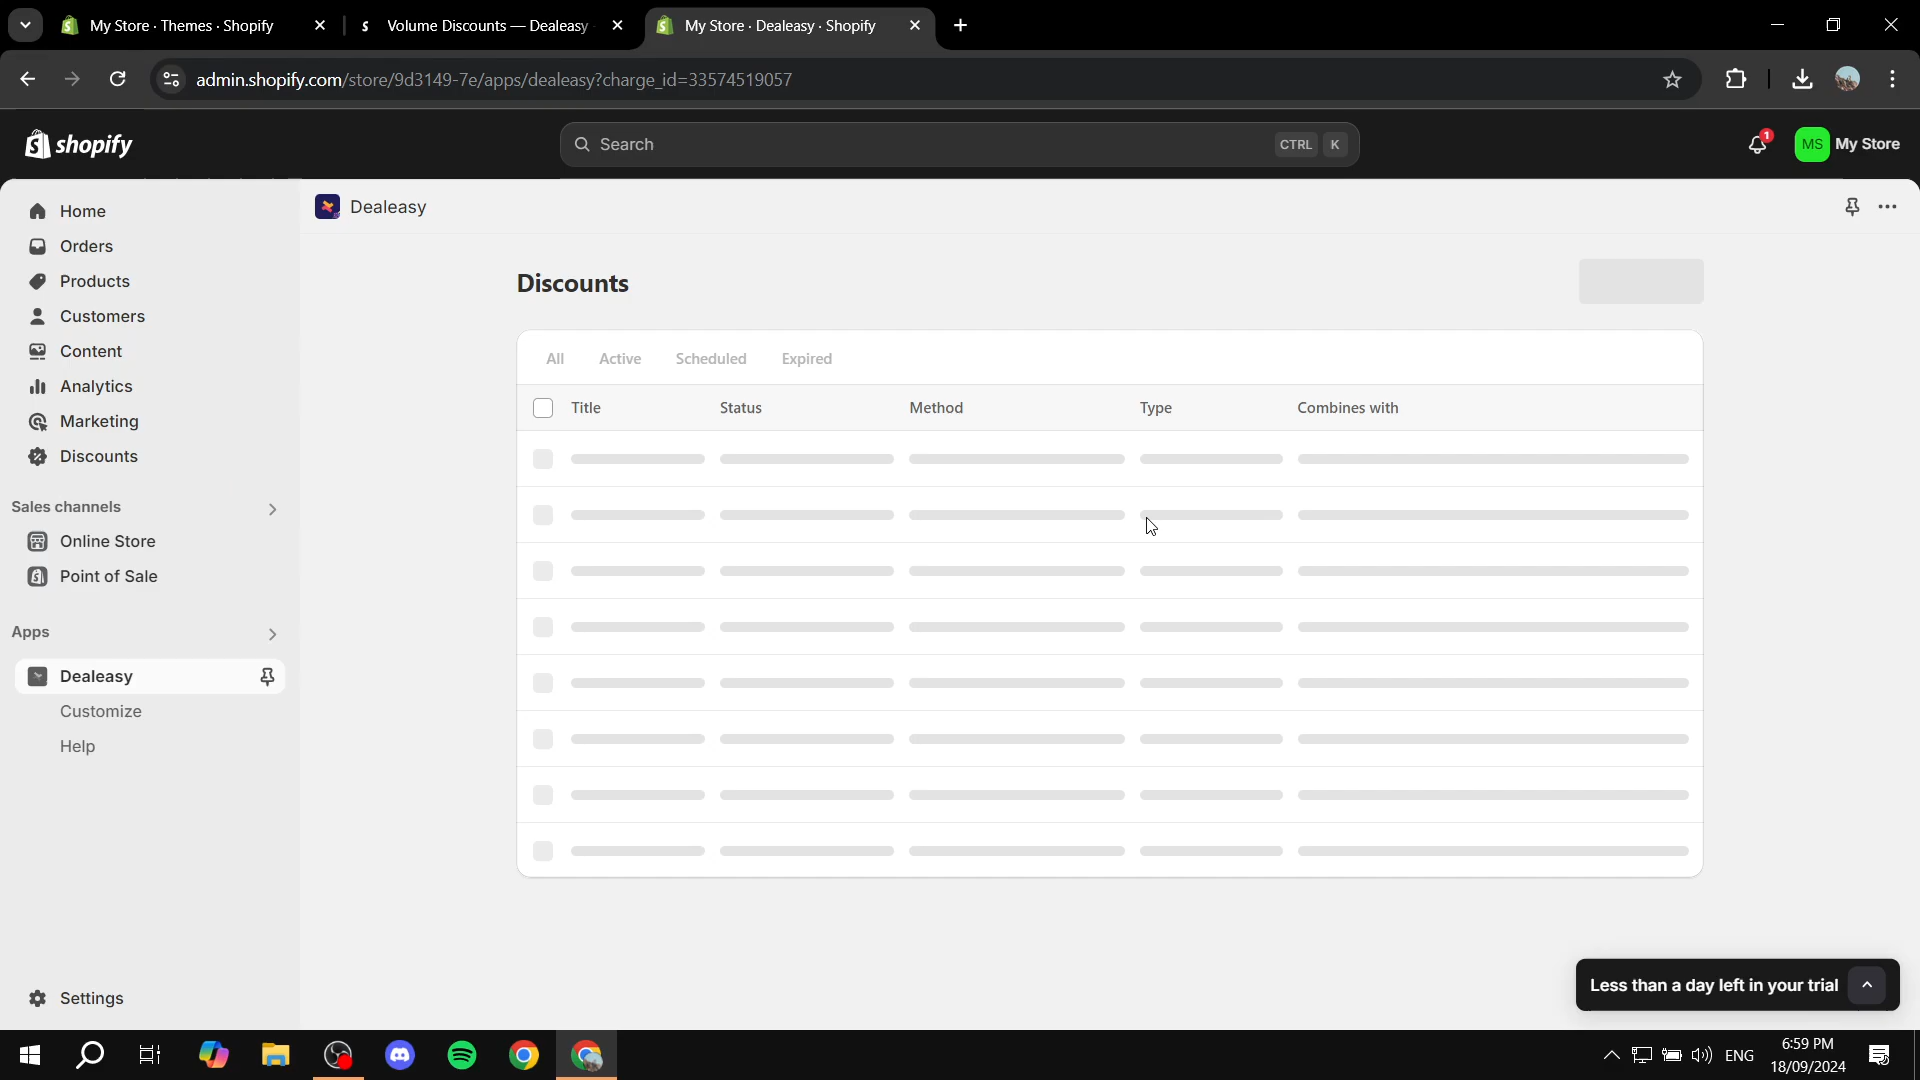 My Store · Themes · Shopify
Volume Discounts — Dealeasy
My Store · Dealeasy · Shopify
admin.shopify.com/store/9d3149-7e/apps/dealeasy?charge_id=33574519057
shopify
Search
CTRL
K
1
MS
My Store
Home
Orders
Products
Customers
Content
Analytics
Marketing
Discounts
Sales channels
Online Store
Point of Sale
Apps
Dealeasy
Customize
Help
Settings
Dealeasy
Discounts
All
Active
Scheduled
Expired
Title
Status
Method
Type
Combines with
Less than a day left in your trial
ENG
6:59 PM
18/09/2024